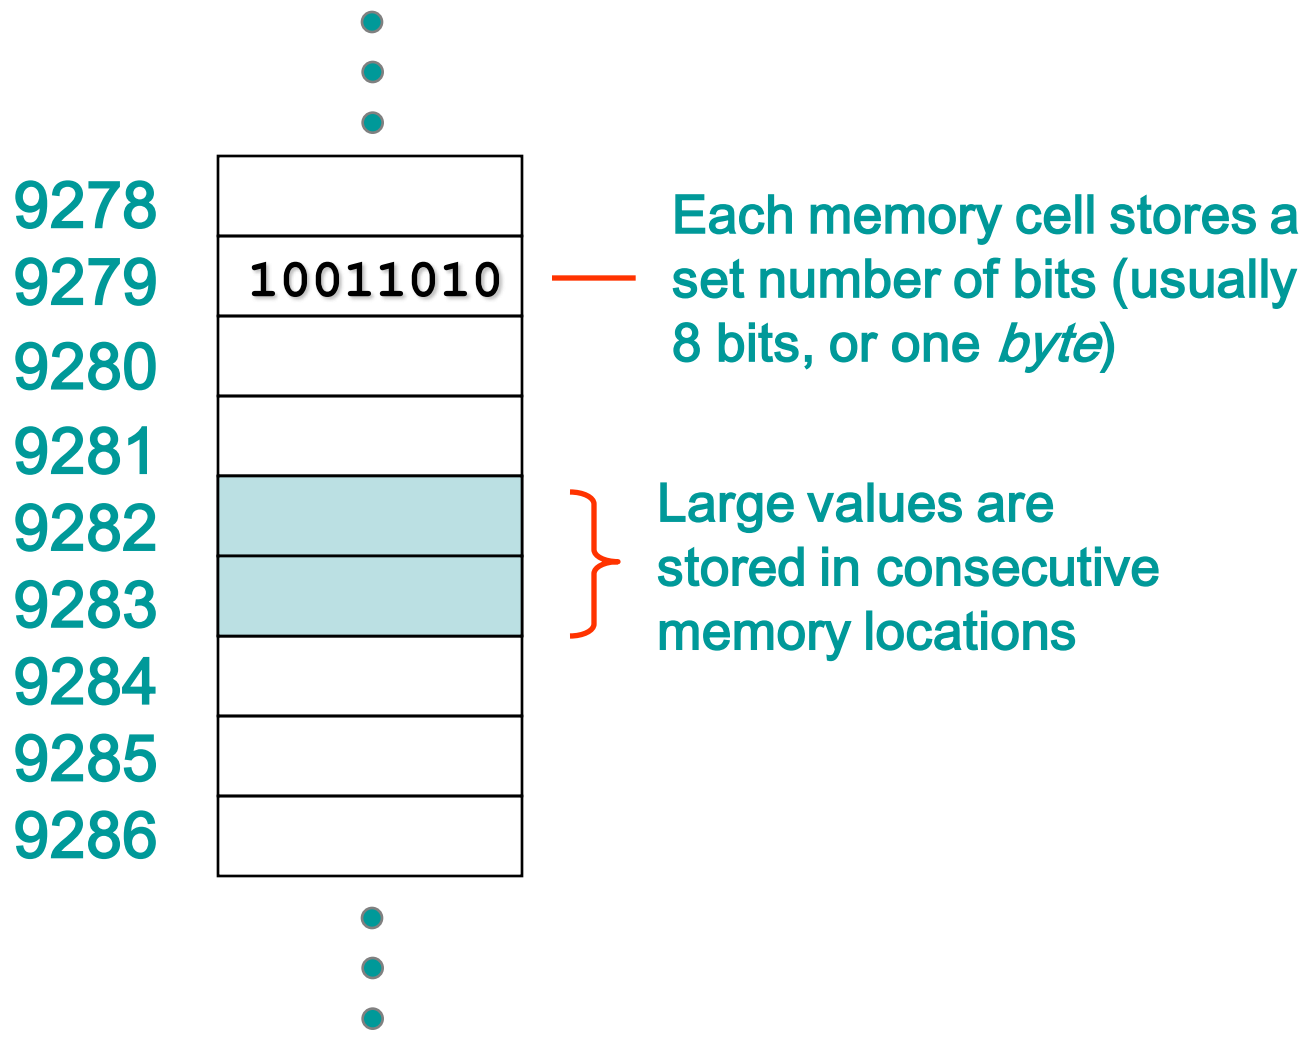 9278
9279
10011010
9280
9281
9282
9283
9284
9285
9286
Each memory cell stores a
set number of bits (usually
8 bits, or one byte)
Large values are
stored in consecutive
memory locations